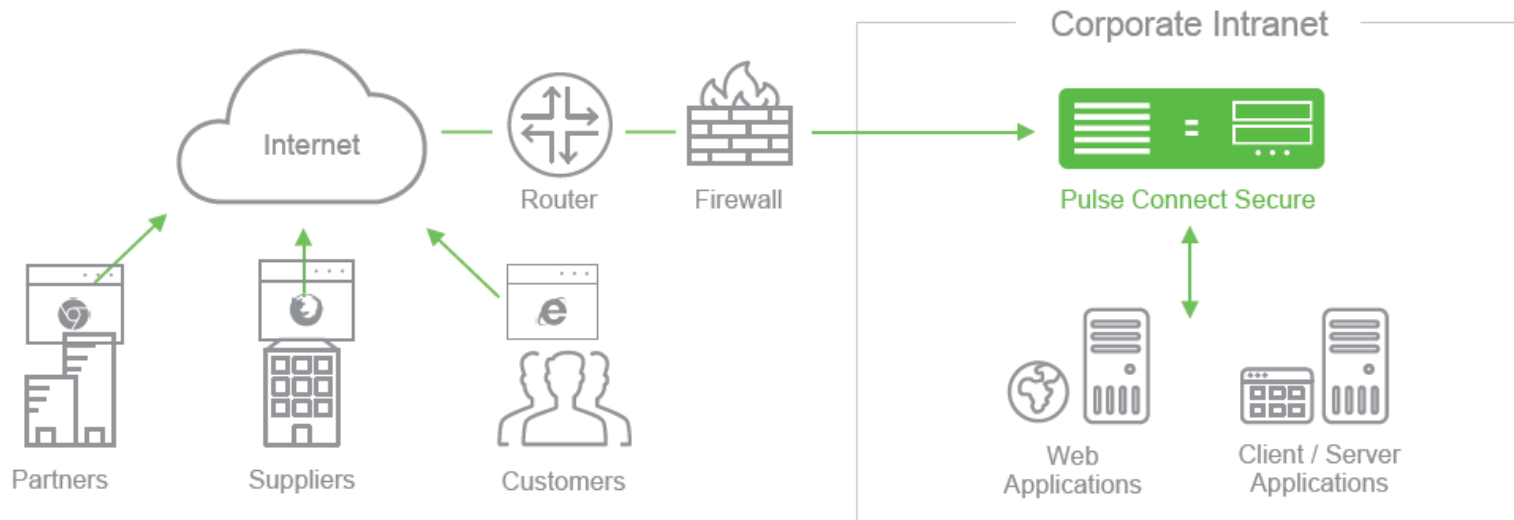 Corporate Intranet
Internet
Router
Firewall
Pulse Connect Secure
Partners
Suppliers
Customers
Web
Applications
Client / Server
Applications